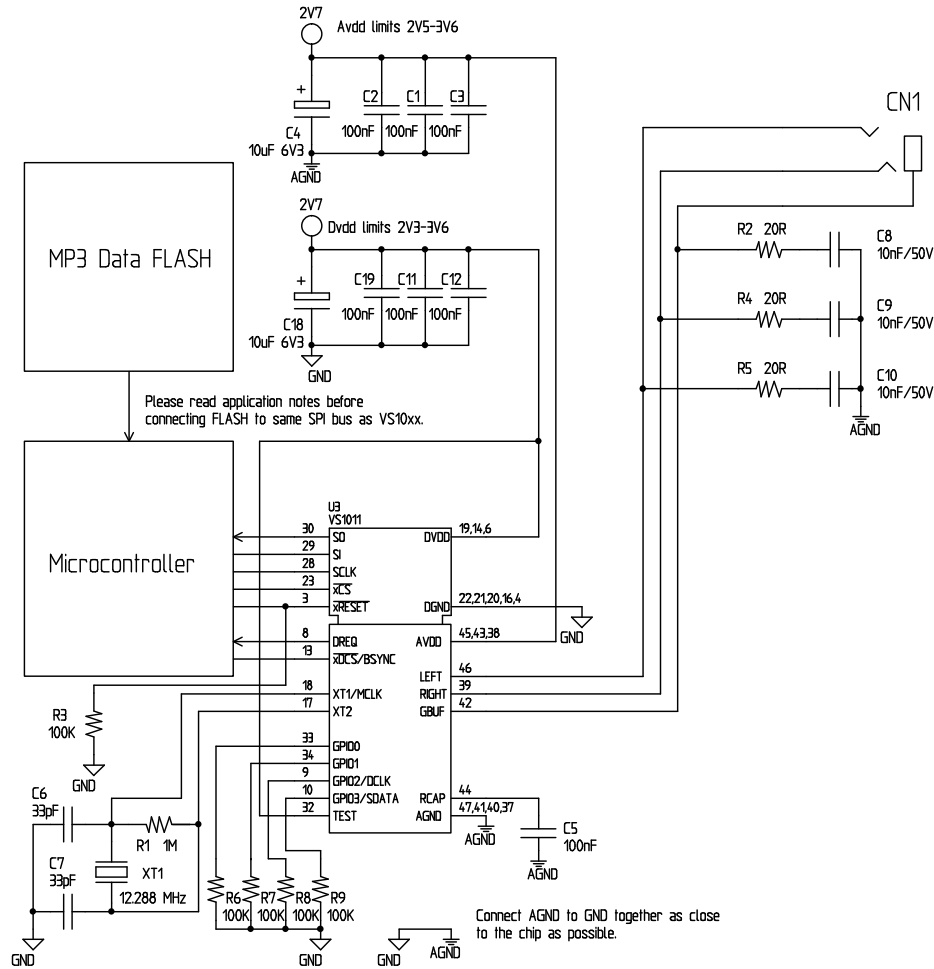 2V7
Avdd limits 2V5-3V6
C4
10uF 6V3
C2
100nF
C1
100nF
C3
100nF
AGND
CN1
2V7
Dvdd limits 2V3-3V6
C18
10uF 6V3
C19
100nF
C11
100nF
C12
100nF
GND
MP3 Data FLASH
R2 20R
C8
10nF/50V
R4 20R
C9
10nF/50V
R5 20R
C10
10nF/50V
AGND
Please read application notes before
connecting FLASH to same SPI bus as VS10xx.
Microcontroller
U3
VS1011
30 SO
29 SI
28 SCLK
23 xCS
3 xRESET
8 DREQ
13 xDCS/BSYNC
18 XT1/MCLK
17 XT2
33 GPIO0
34 GPIO1
9 GPIO2/DCLK
10 GPIO3/SDATA
32 TEST
DVDD 19,14,6
DGND 22,21,20,16,4
GND
AVDD 45,43,38
LEFT 46
RIGHT 39
GBUF 42
RCAP 44
AGND 47,41,40,37
AGND
C5
100nF
AGND
R3
100K
GND
C6
33pF
R1 1M
C7
33pF
XT1
12.288 MHz
GND
R6
100K
R7
100K
R8
100K
R9
100K
GND
GND
AGND
Connect AGND to GND together as close
to the chip as possible.